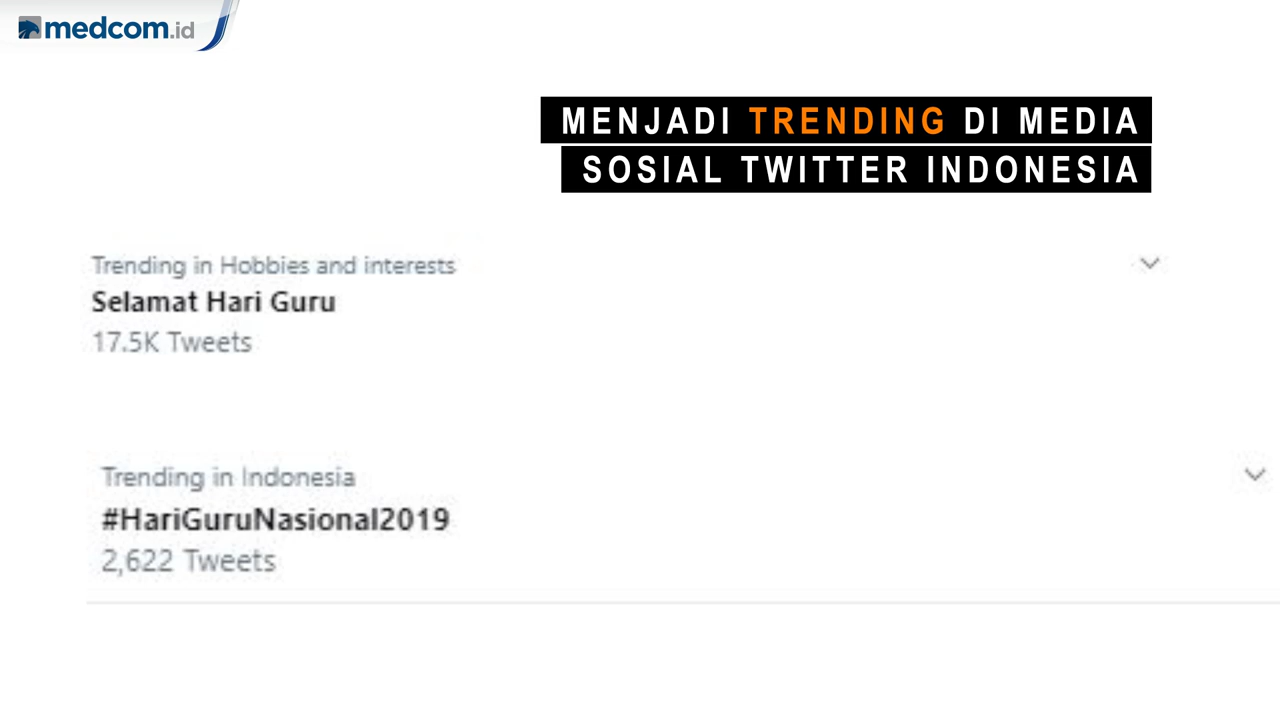 medcom.id
MENJADI TRENDING DI MEDIA
SOSIAL TWITTER INDONESIA
Trending in Hobbies and interests
Selamat Hari Guru
17.5K Tweets
Trending in Indonesia
#HariGuruNasional2019
2,622 Tweets